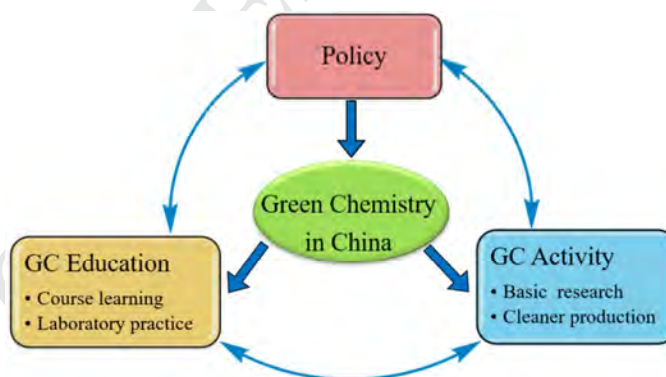 Policy
Green Chemistry
in China
GC Education
• Course learning
• Laboratory practice
GC Activity
• Basic research
• Cleaner production